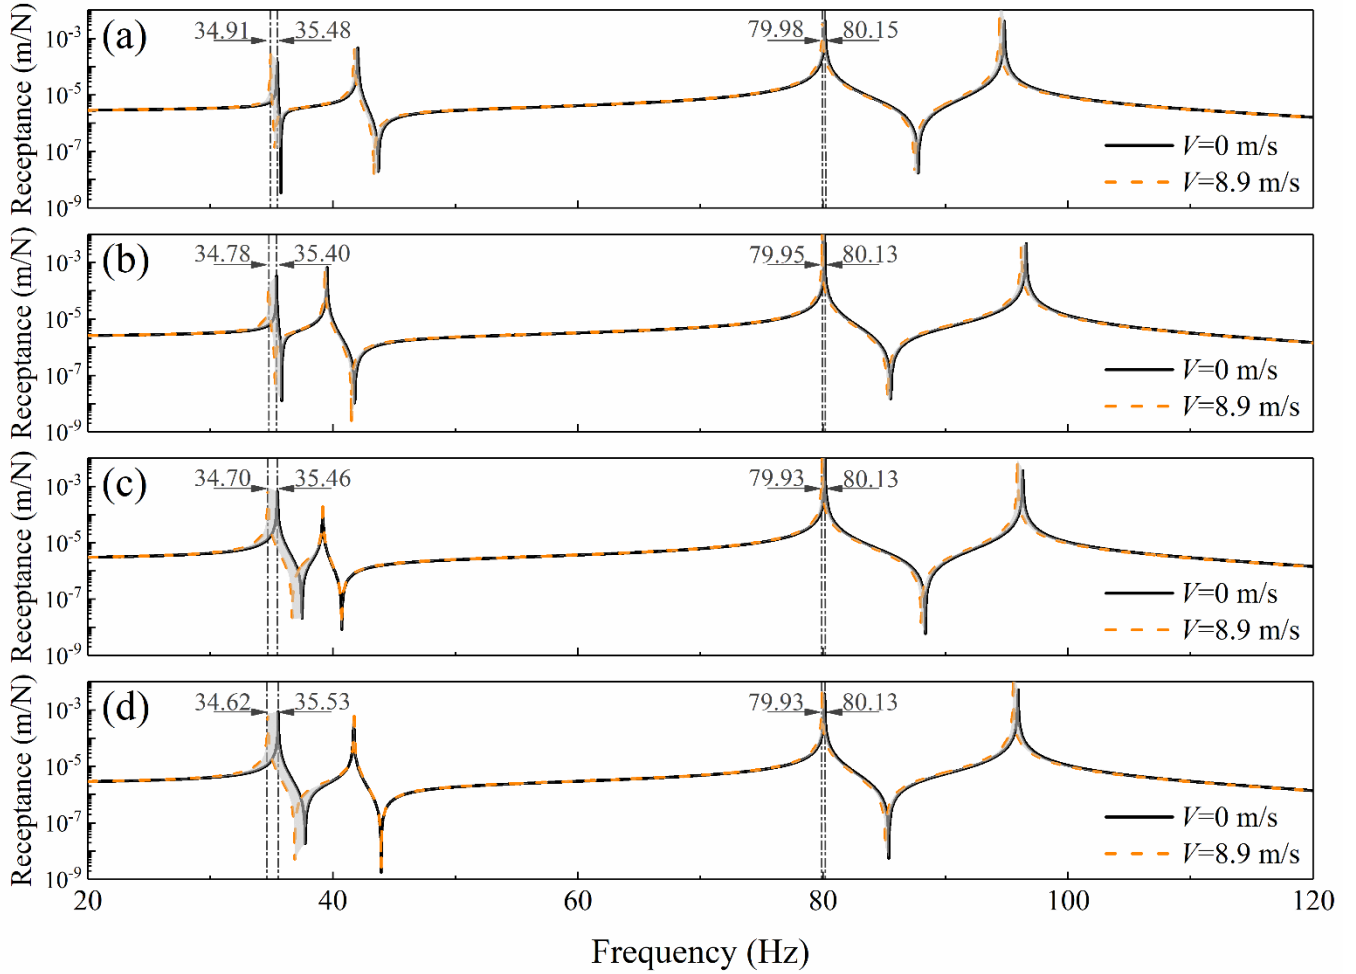 (a)
34.91 35.48 79.98 80.15
Receptance (m/N)
10-3
10-5
10-7
10-9
V=0 m/s
V=8.9 m/s
(b)
34.78 35.40 79.95 80.13
Receptance (m/N)
10-3
10-5
10-7
10-9
V=0 m/s
V=8.9 m/s
(c)
34.70 35.46 79.93 80.13
Receptance (m/N)
10-3
10-5
10-7
10-9
V=0 m/s
V=8.9 m/s
(d)
34.62 35.53 79.93 80.13
Receptance (m/N)
10-3
10-5
10-7
10-9
V=0 m/s
V=8.9 m/s
20 40 60 80 100 120
Frequency (Hz)